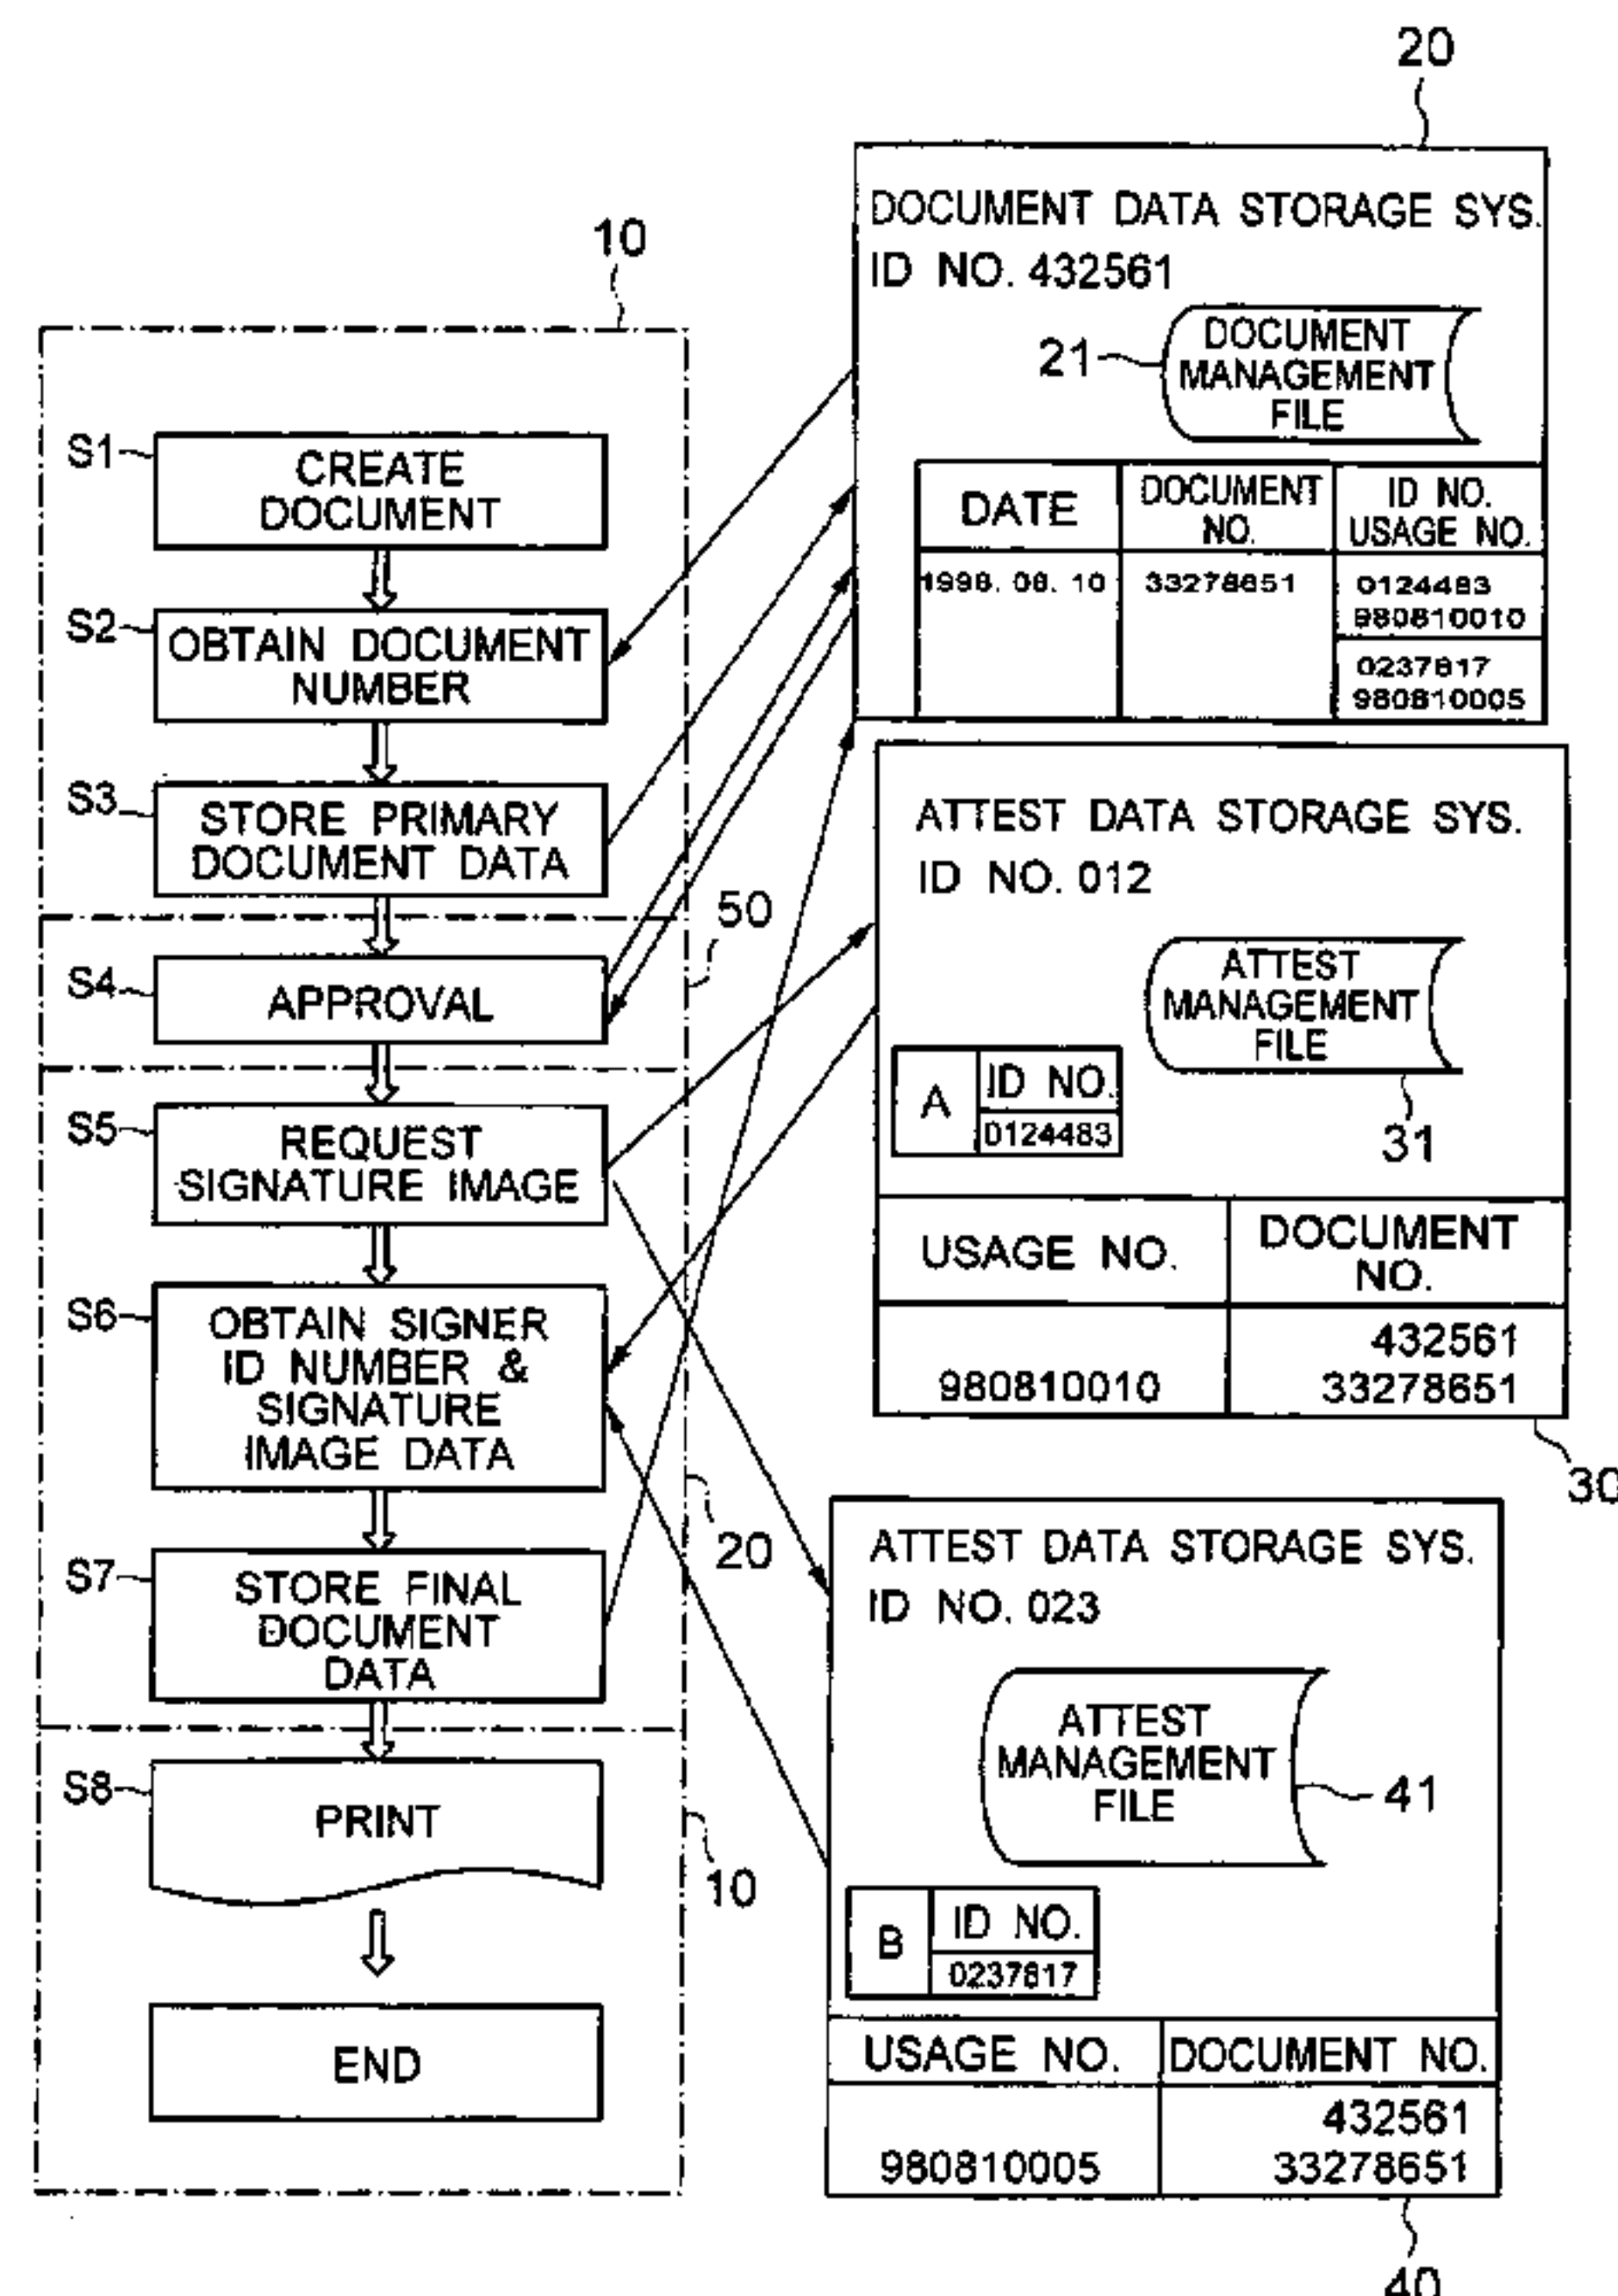 10
S1
CREATE
DOCUMENT
S2
OBTAIN DOCUMENT
NUMBER
S3
STORE PRIMARY
DOCUMENT DATA
50
S4
APPROVAL
S5
REQUEST
SIGNATURE IMAGE
S6
OBTAIN SIGNER
ID NUMBER &
SIGNATURE
IMAGE DATA
20
S7
STORE FINAL
DOCUMENT
DATA
S8
PRINT
10
END
20
DOCUMENT DATA STORAGE SYS.
ID NO. 432561
21
DOCUMENT
MANAGEMENT
FILE
DATE
DOCUMENT
NO.
ID NO.
USAGE NO.
33278651
0124483
980810010
0237817
980810005
ATTEST DATA STORAGE SYS.
ID NO. 012
ATTEST
MANAGEMENT
FILE
31
A
ID NO.
0124483
USAGE NO.
DOCUMENT
NO.
980810010
432561
33278651
30
ATTEST DATA STORAGE SYS.
ID NO. 023
ATTEST
MANAGEMENT
FILE
41
B
ID NO.
0237817
USAGE NO.
DOCUMENT NO.
980810005
432561
33278651
40